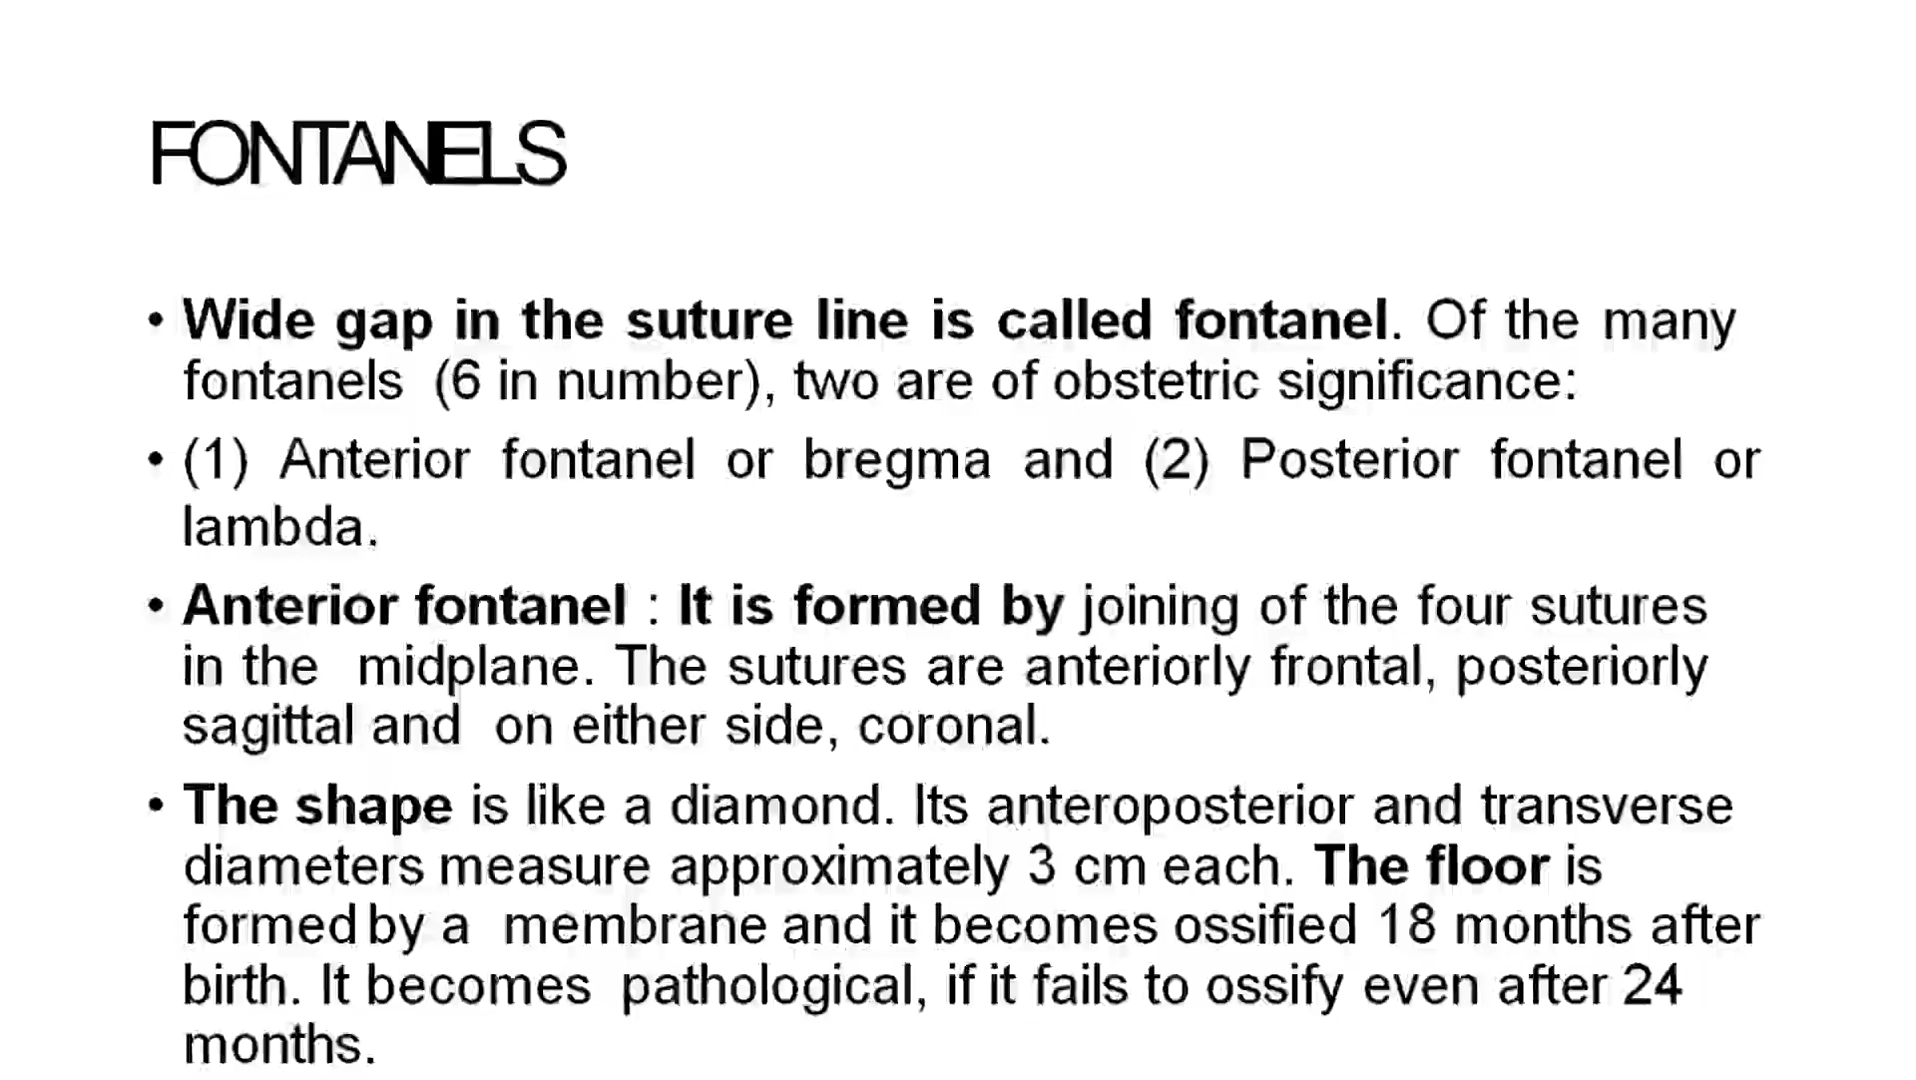 FONTANELS
• Wide gap in the suture line is called fontanel. Of the many
fontanels (6 in number), two are of obstetric significance:
• (1) Anterior fontanel or bregma and (2) Posterior fontanel or
lambda.
• Anterior fontanel : It is formed by joining of the four sutures
in the midplane. The sutures are anteriorly frontal, posteriorly
sagittal and on either side, coronal.
• The shape is like a diamond. Its anteroposterior and transverse
diameters measure approximately 3 cm each. The floor is
formed by a membrane and it becomes ossified 18 months after
birth. It becomes pathological, if it fails to ossify even after 24
months.